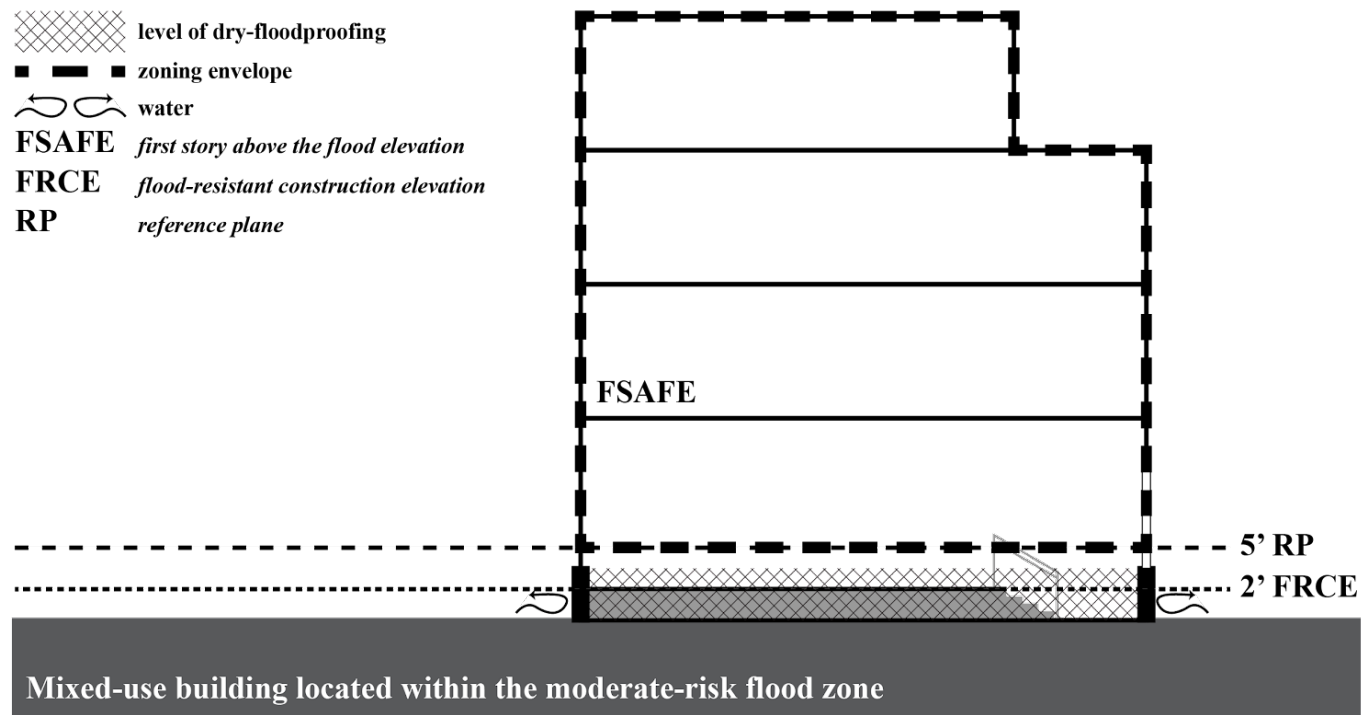 level of dry-floodproofing
zoning envelope
water
FSAFE first story above the flood elevation
FRCE flood-resistant construction elevation
RP reference plane
FSAFE
5’ RP
2’ FRCE
Mixed-use building located within the moderate-risk flood zone